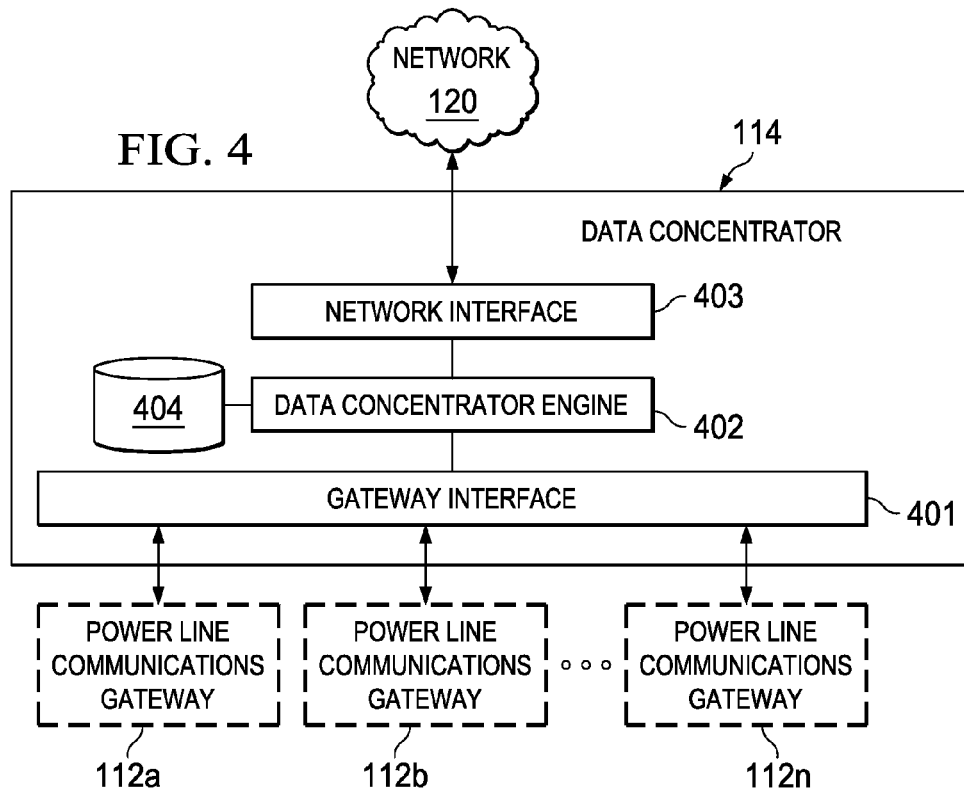 NETWORK
120
FIG. 4
114
DATA CONCENTRATOR
NETWORK INTERFACE
403
404
DATA CONCENTRATOR ENGINE
402
GATEWAY INTERFACE
401
POWER LINE
COMMUNICATIONS
GATEWAY
POWER LINE
COMMUNICATIONS
GATEWAY
POWER LINE
COMMUNICATIONS
GATEWAY
112a
112b
112n